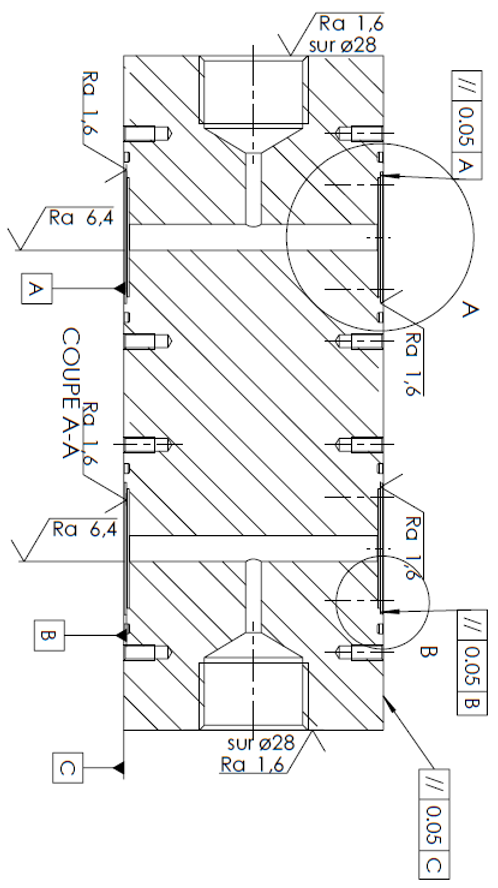 Ra 1,6
sur ø28
// 0.05 A
Ra 1,6
Ra 6,4
A
A
Ra 1,6
COUPE A-A
Ra 1,6
Ra 1,6
Ra 6,4
B
B
// 0.05 B
sur ø28
Ra 1,6
C
// 0.05 C